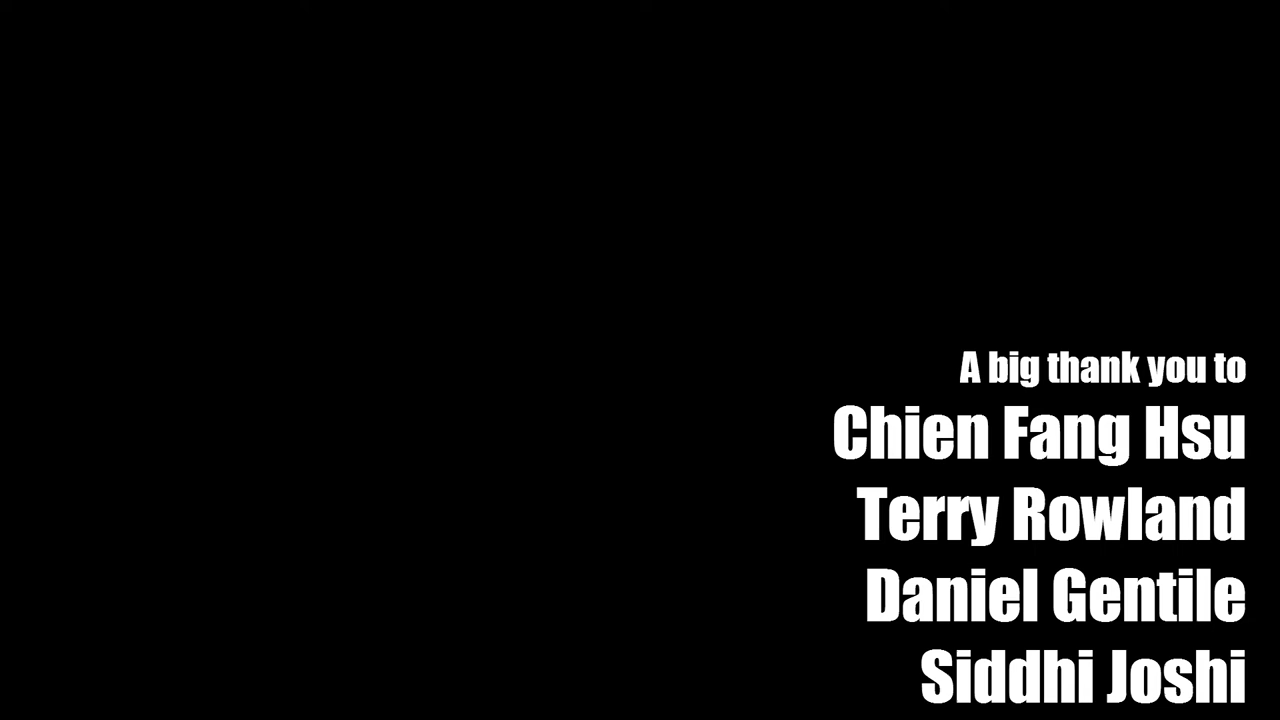 A big thank you to
Chien Fang Hsu
Terry Rowland
Daniel Gentile
Siddhi Joshi